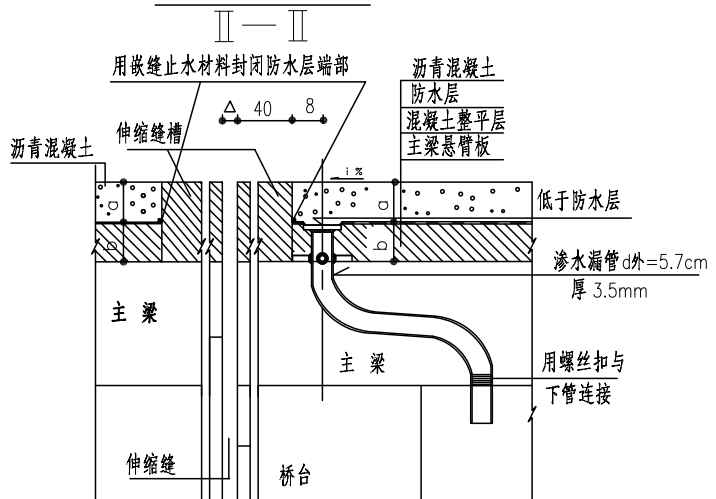 II—II
用嵌缝止水材料封闭防水层端部
△ 40 8
伸缩缝槽
沥青混凝土
沥青混凝土
防水层
混凝土整平层
主梁悬臂板
i%
a
b
a
b
低于防水层
渗水漏管d外=5.7cm
厚 3.5mm
主梁
主梁
用螺丝扣与
下管连接
伸缩缝
桥台